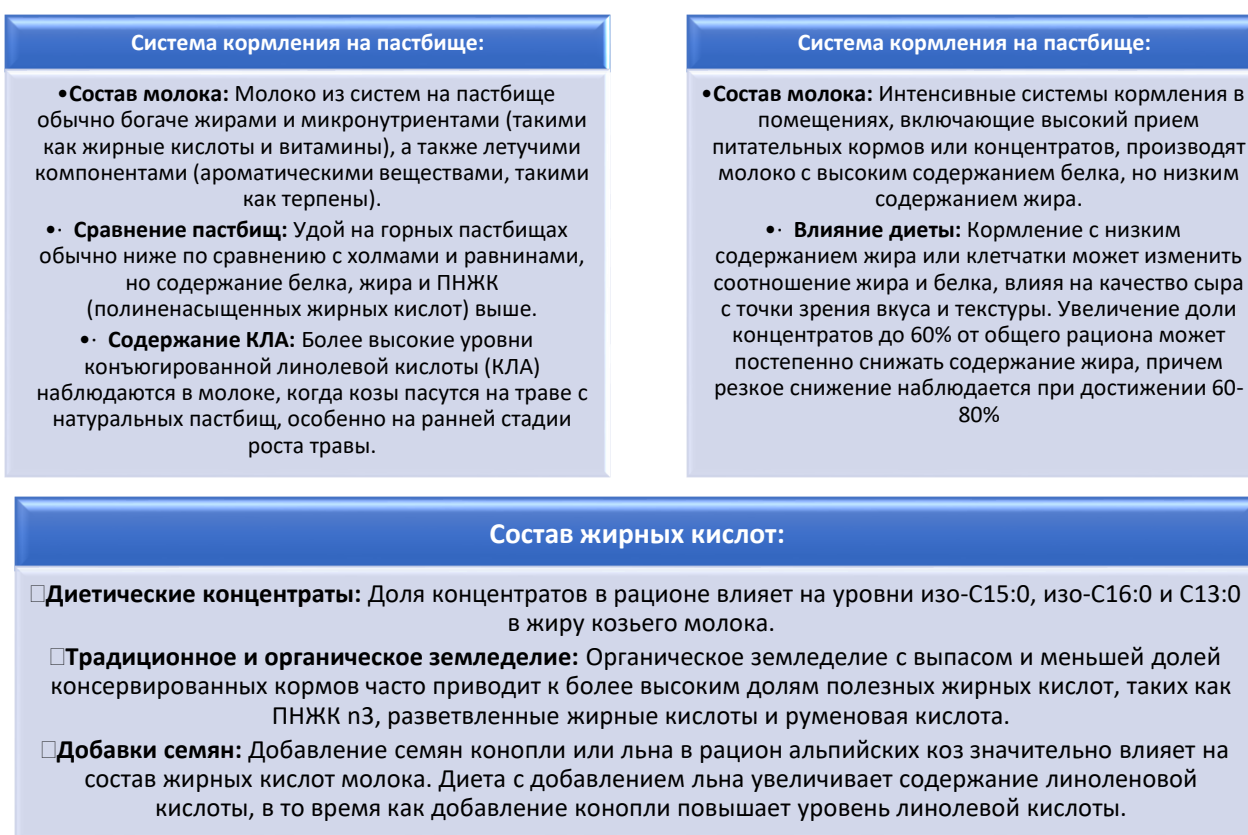 Система кормления на пастбище:
•Состав молока: Молоко из систем на пастбище
обычно богаче жирами и микронутриентами (такими
как жирные кислоты и витамины), а также летучими
компонентами (ароматическими веществами, такими
как терпены).
•· Сравнение пастбищ: Удой на горных пастбищах
обычно ниже по сравнению с холмами и равнинами,
но содержание белка, жира и ПНЖК
(полиненасыщенных жирных кислот) выше.
•· Содержание КЛА: Более высокие уровни
конъюгированной линолевой кислоты (КЛА)
наблюдаются в молоке, когда козы пасутся на траве с
натуральных пастбищ, особенно на ранней стадии
роста травы.
Система кормления на пастбище:
•Состав молока: Интенсивные системы кормления в
помещениях, включающие высокий прием
питательных кормов или концентратов, производят
молоко с высоким содержанием белка, но низким
содержанием жира.
•· Влияние диеты: Кормление с низким
содержанием жира или клетчатки может изменить
соотношение жира и белка, влияя на качество сыра
с точки зрения вкуса и текстуры. Увеличение доли
концентратов до 60% от общего рациона может
постепенно снижать содержание жира, причем
резкое снижение наблюдается при достижении 60-
80%
Состав жирных кислот:
□Диетические концентраты: Доля концентратов в рационе влияет на уровни изо-C15:0, изо-C16:0 и C13:0
в жиру козьего молока.
□Традиционное и органическое земледелие: Органическое земледелие с выпасом и меньшей долей
консервированных кормов часто приводит к более высоким долям полезных жирных кислот, таких как
ПНЖК n3, разветвленные жирные кислоты и руменовая кислота.
□Добавки семян: Добавление семян конопли или льна в рацион альпийских коз значительно влияет на
состав жирных кислот молока. Диета с добавлением льна увеличивает содержание линоленовой
кислоты, в то время как добавление конопли повышает уровень линолевой кислоты.